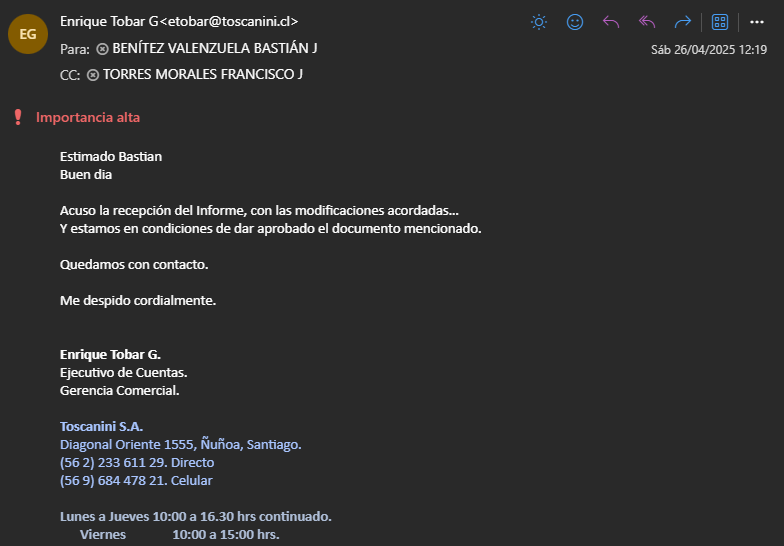 Enrique Tobar G<etobar@toscanini.cl>
EG
Para: BENÍTEZ VALENZUELA BASTIÁN J
Sáb 26/04/2025 12:19
CC: TORRES MORALES FRANCISCO J
Importancia alta
Estimado Bastian
Buen dia
Acuso la recepción del Informe, con las modificaciones acordadas...
Y estamos en condiciones de dar aprobado el documento mencionado.
Quedamos con contacto.
Me despido cordialmente.
Enrique Tobar G.
Ejecutivo de Cuentas.
Gerencia Comercial.
Toscanini S.A.
Diagonal Oriente 1555, Ñuñoa, Santiago.
(56 2) 233 611 29. Directo
(56 9) 684 478 21. Celular
Lunes a Jueves 10:00 a 16.30 hrs continuado.
Viernes 10:00 a 15:00 hrs.